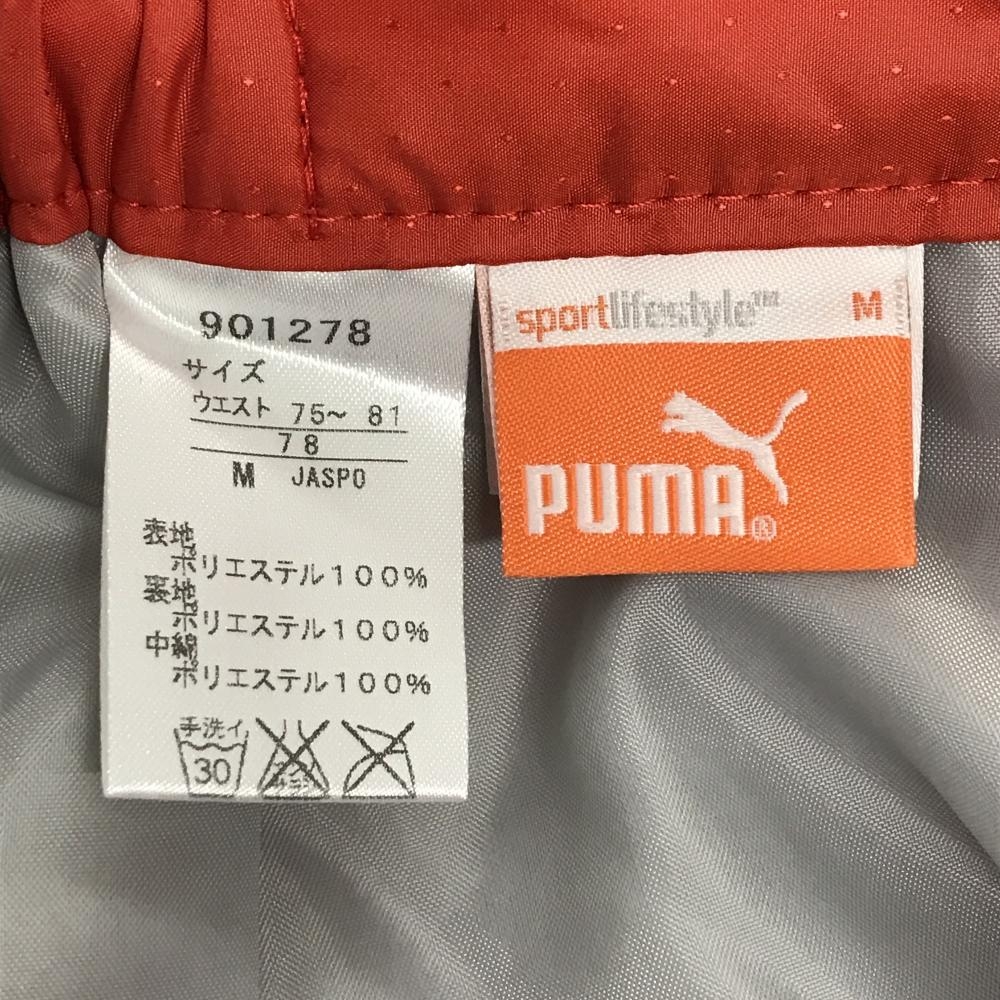 901278
サイズ
ウエスト 75～ 81
78
M JASPO
表地
ポリエステル100%
裏地
ポリエステル100%
中綿
ポリエステル100%
手洗イ
30
sportlifestyle™ M
PUMA®